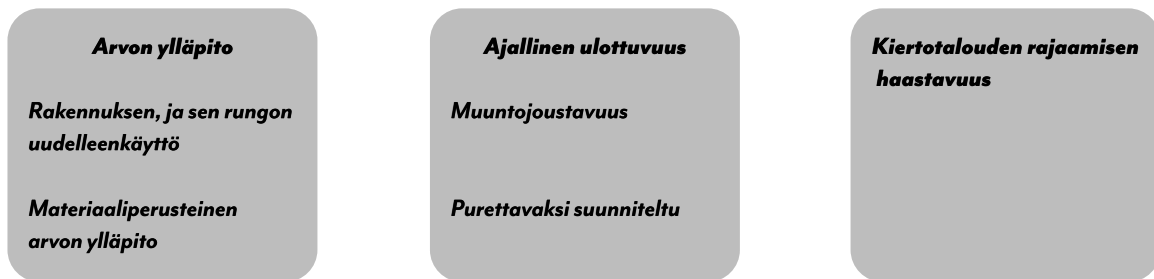 Arvon ylläpito
Rakennuksen, ja sen rungon
uudelleenkäyttö
Materiaaliperusteinen
arvon ylläpito
Ajallinen ulottuvuus
Muuntojoustavuus
Purettavaksi suunniteltu
Kiertotalouden rajaamisen
haastavuus